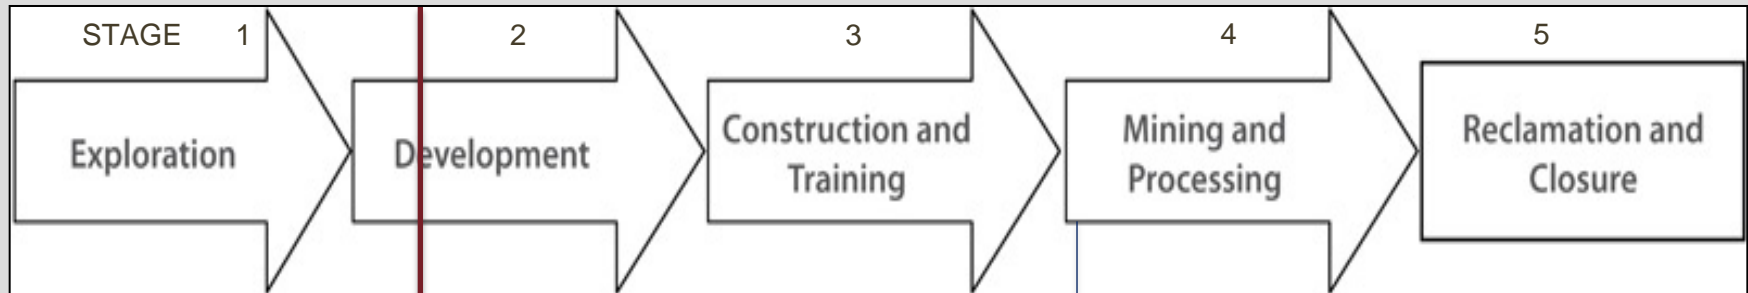 STAGE 1 2 3 4 5
Exploration
Development
Construction and
Training
Mining and
Processing
Reclamation and
Closure